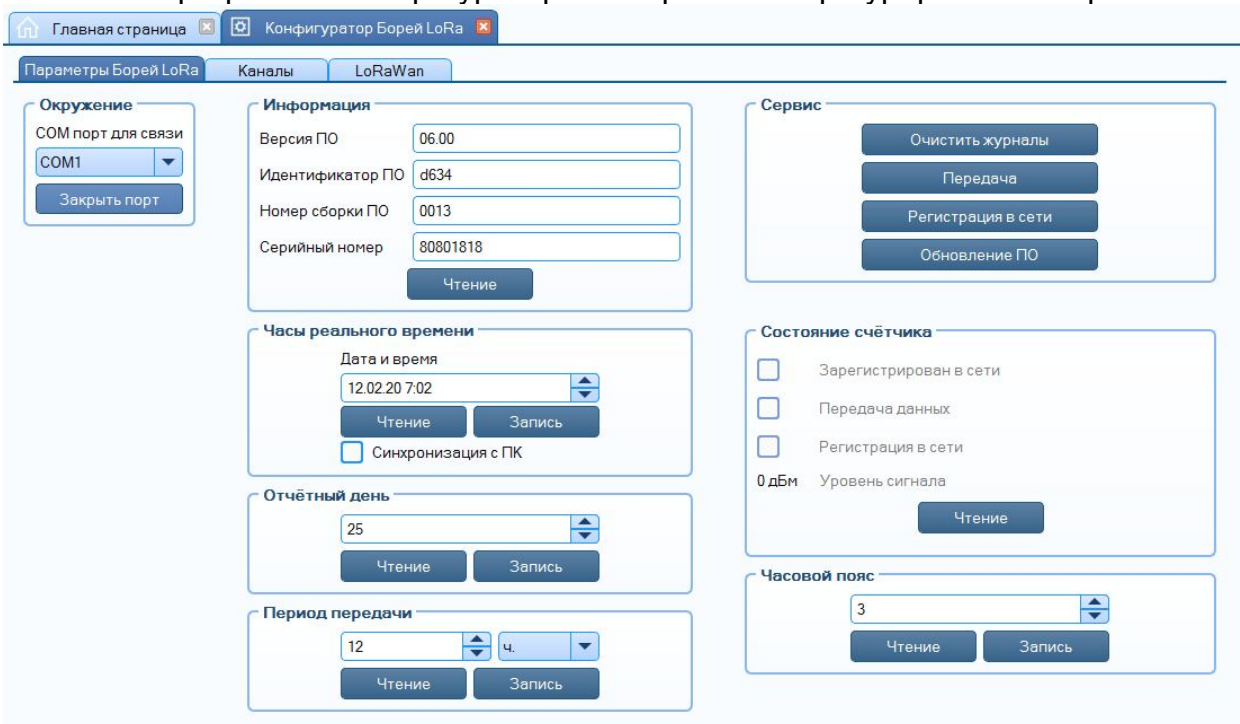 Главная страница
Конфигуратор Борей LoRa
Параметры Борей LoRa
Каналы
LoRaWan
Окружение
COM порт для связи
COM1
Закрыть порт
Информация
Версия ПО 06.00
Идентификатор ПО d634
Номер сборки ПО 0013
Серийный номер 80801818
Чтение
Часы реального времени
Дата и время
12.02.20 7:02
Чтение Запись
Синхронизация с ПК
Отчётный день
25
Чтение Запись
Период передачи
12 ч.
Чтение Запись
Сервис
Очистить журналы
Передача
Регистрация в сети
Обновление ПО
Состояние счётчика
Зарегистрирован в сети
Передача данных
Регистрация в сети
0 дБм Уровень сигнала
Чтение
Часовой пояс
3
Чтение Запись